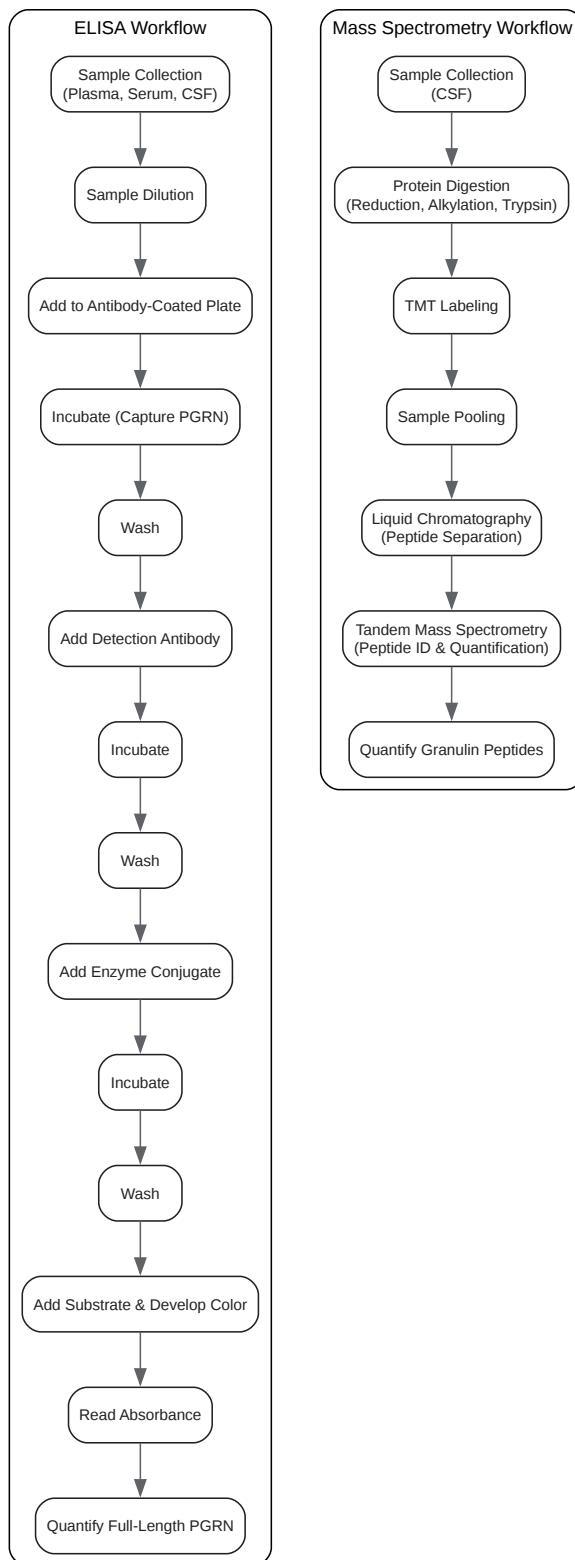 ELISA Workflow
Sample Collection
(Plasma, Serum, CSF)
Sample Dilution
Add to Antibody-Coated Plate
Incubate (Capture PGRN)
Wash
Add Detection Antibody
Incubate
Wash
Add Enzyme Conjugate
Incubate
Wash
Add Substrate & Develop Color
Read Absorbance
Quantify Full-Length PGRN
Mass Spectrometry Workflow
Sample Collection
(CSF)
Protein Digestion
(Reduction, Alkylation, Trypsin)
TMT Labeling
Sample Pooling
Liquid Chromatography
(Peptide Separation)
Tandem Mass Spectrometry
(Peptide ID & Quantification)
Quantify Granulin Peptides